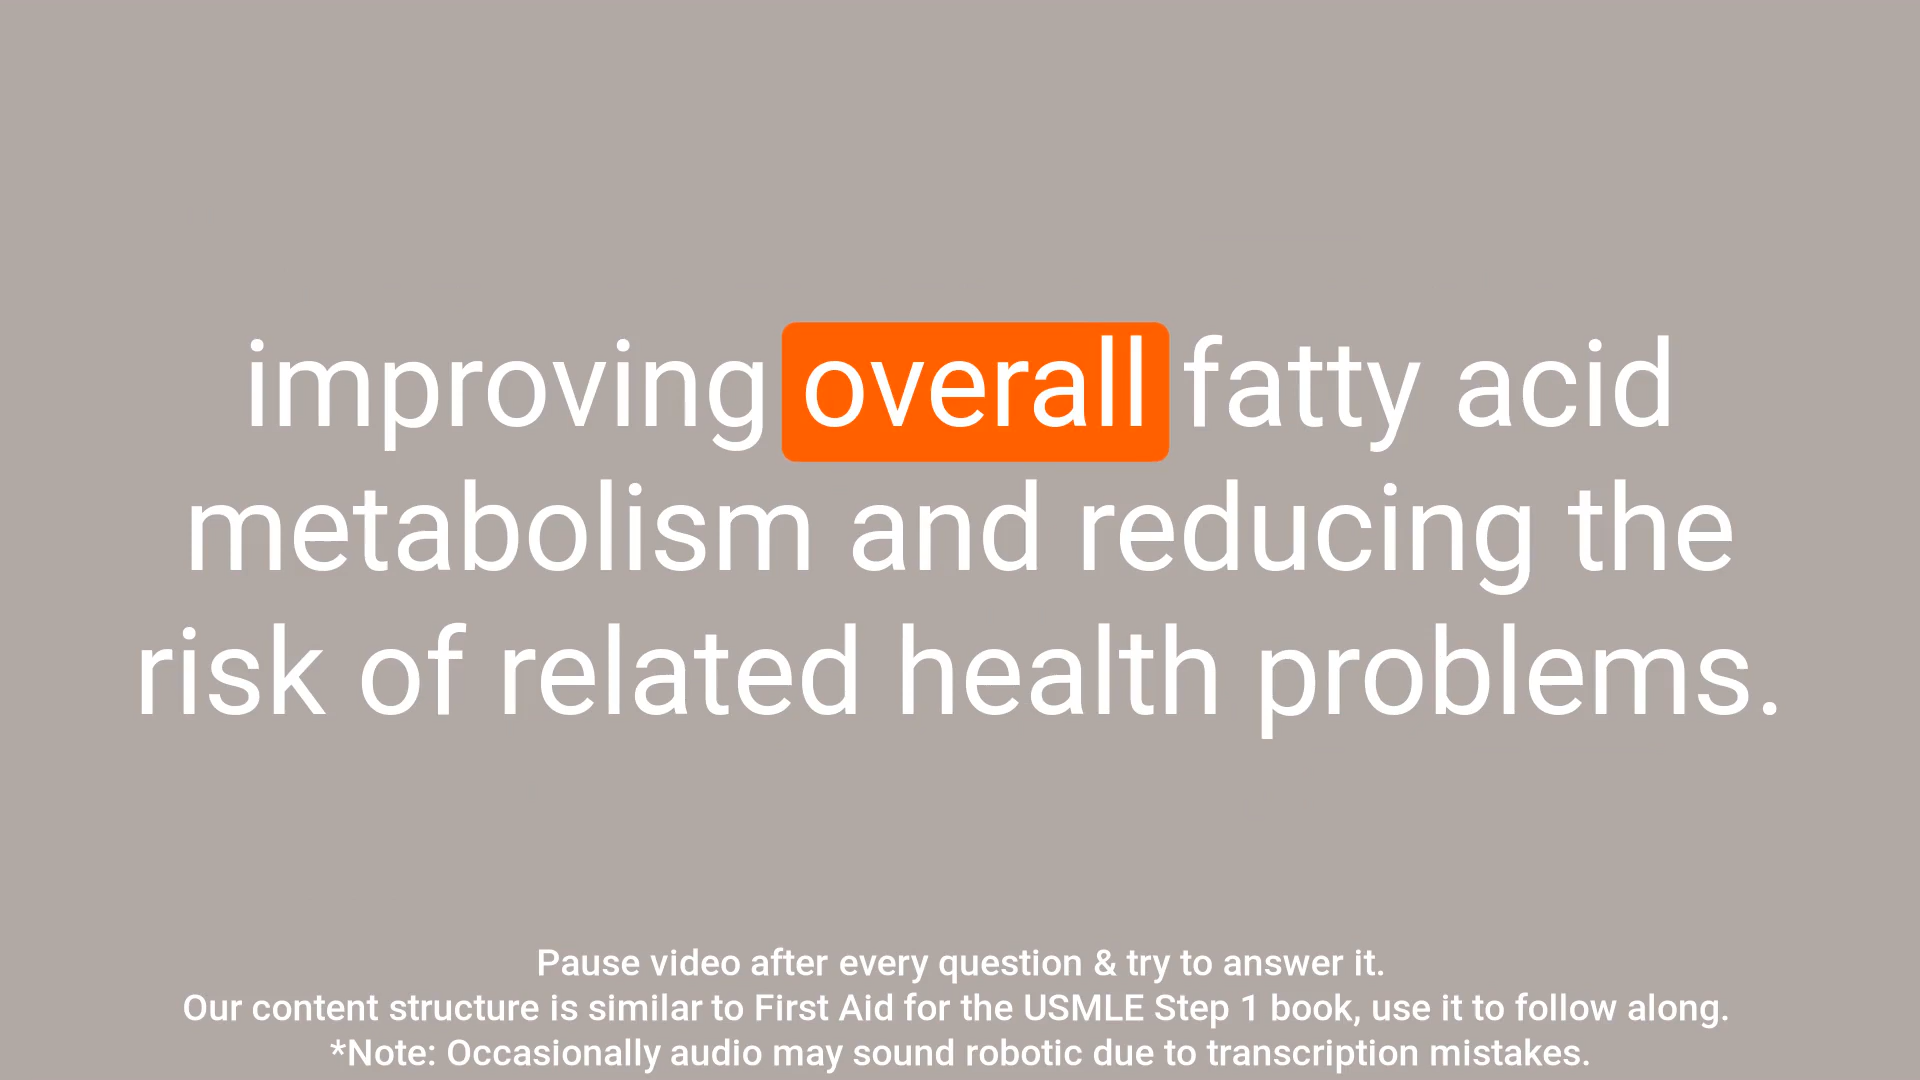 improving overall fatty acid
metabolism and reducing the
risk of related health problems.
Pause video after every question & try to answer it.
Our content structure is similar to First Aid for the USMLE Step 1 book, use it to follow along.
*Note: Occasionally audio may sound robotic due to transcription mistakes.